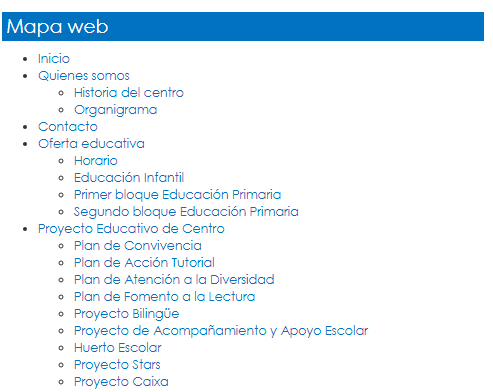 Mapa web
Inicio
Quienes somos
Historia del centro
Organigrama
Contacto
Oferta educativa
Horario
Educación Infantil
Primer bloque Educación Primaria
Segundo bloque Educación Primaria
Proyecto Educativo de Centro
Plan de Convivencia
Plan de Acción Tutorial
Plan de Atención a la Diversidad
Plan de Fomento a la Lectura
Proyecto Bilingüe
Proyecto de Acompañamiento y Apoyo Escolar
Huerto Escolar
Proyecto Stars
Proyecto Caixa